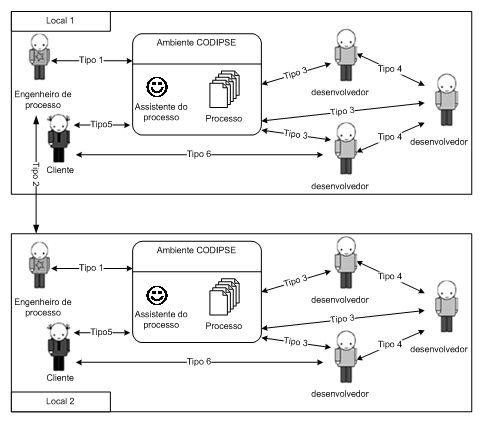 Local 1
Ambiente CODIPSE
Tipo 1
Engenheiro de
processo
Assistente do
processo
Processo
Tipo 3
desenvolvedor
Tipo 4
Tipo 3
desenvolvedor
Tipo5
Tipo 3
Tipo 4
Cliente
Tipo 6
desenvolvedor
Tipo 2
Ambiente CODIPSE
Tipo 1
Engenheiro de
processo
Assistente do
processo
Processo
Tipo 3
desenvolvedor
Tipo 4
Tipo 3
desenvolvedor
Tipo5
Tipo 3
Tipo 4
Cliente
Tipo 6
desenvolvedor
Local 2